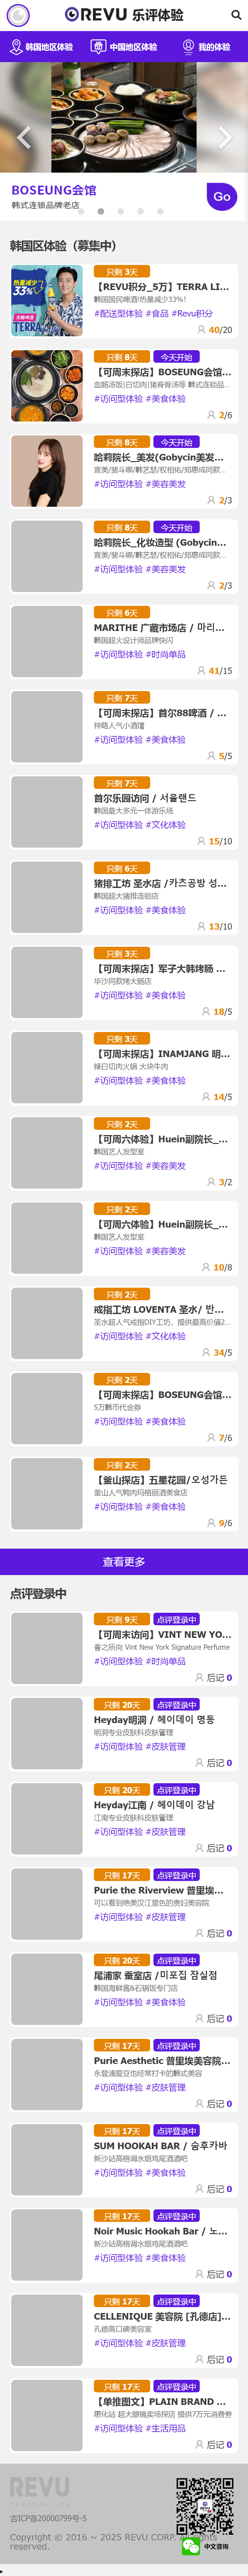 REVU 乐评体验
韩国地区体验 中国地区体验 我的体验
BOSEUNG会馆
韩式连锁品牌老店
Go
韩国区体验（募集中）
只剩 3天
【REVU积分_5万】TERRA LI...
韩国国民啤酒!热量减少33%!
#配送型体验 #食品 #Revu积分
40/20
只剩 8天 今天开始
【可周末探店】BOSEUNG会馆...
血肠汤饭|白切肉|猪脊骨汤等 韩式连锁品...
#访问型体验 #美食体验
2/6
只剩 8天 今天开始
哈莉院长_美发(Gobycin美发...
#访问型体验 #美容美发
2/3
只剩 8天 今天开始
哈莉院长_化妆造型 (Gobycin...
#访问型体验 #美容美发
2/3
只剩 6天
MARITHE 广藏市场店 / 마리...
韩国超火设计师品牌快闪
#访问型体验 #时尚单品
41/15
只剩 7天
【可周末探店】首尔88啤酒 / ...
钟路人气小酒馆
#访问型体验 #美食体验
5/5
只剩 7天
首尔乐园访问 / 서울랜드
韩国最大多元一体游乐场
#访问型体验 #文化体验
15/10
只剩 6天
猪排工坊 圣水店 /카츠공방 성...
韩国超大猪排连锁店
#访问型体验 #美食体验
13/10
只剩 3天
【可周末探店】军子大韩烤肠 ...
华沙同款烤大肠店
#访问型体验 #美食体验
18/5
只剩 3天
【可周末探店】INAMJANG 明...
辣白切肉火锅 大块牛肉
#访问型体验 #美食体验
14/5
只剩 2天
【可周六体验】Huein副院长_...
韩国艺人发型室
#访问型体验 #美容美发
3/2
只剩 2天
【可周六体验】Huein副院长_...
韩国艺人发型室
#访问型体验 #美容美发
10/8
只剩 2天
戒指工坊 LOVENTA 圣水/ 반...
圣水超人气戒指DIY工坊，提供最高价值2...
#访问型体验 #文化体验
34/5
只剩 2天
【可周末探店】BOSEUNG会馆...
5万韩币代金券
#访问型体验 #美食体验
7/6
只剩 2天
【釜山探店】五星花园/오성가든
釜山人气鸭肉玛格丽酒美食店
#访问型体验 #美食体验
9/6
查看更多
点评登录中
只剩 9天 点评登录中
【可周末访问】VINT NEW YO...
香之所向 Vint New York Signature Perfume
#访问型体验 #时尚单品
后记 0
只剩 20天 点评登录中
Heyday明洞 / 헤이데이 명동
明洞专业皮肤科皮肤管理
#访问型体验 #皮肤管理
后记 0
只剩 20天 点评登录中
Heyday江南 / 헤이데이 강남
江南专业皮肤科皮肤管理
#访问型体验 #皮肤管理
后记 0
只剩 17天 点评登录中
Purie the Riverview 普里埃...
可以看到绝美汉江景色的贵妇美容院
#访问型体验 #皮肤管理
后记 0
只剩 20天 点评登录中
尾浦家 蚕室店 /미포집 잠실점
韩国海鲜酱&石锅饭专门店
#访问型体验 #美食体验
后记 0
只剩 17天 点评登录中
Purie Aesthetic 普里埃美容院...
永登浦爱豆也经常打卡的韩式美容
#访问型体验 #皮肤管理
后记 0
只剩 17天 点评登录中
SUM HOOKAH BAR / 숨후카바
新沙站高格调水烟鸡尾酒酒吧
#访问型体验 #美食体验
后记 0
只剩 17天 点评登录中
Noir Music Hookah Bar / 노...
新沙站高格调水烟鸡尾酒酒吧
#访问型体验 #美食体验
后记 0
只剩 17天 点评登录中
CELLENIQUE 美容院 [孔德店]...
孔德高口碑美容室
#访问型体验 #皮肤管理
后记 0
只剩 17天 点评登录中
【单推图文】PLAIN BRAND ...
惠化站 超大眼镜卖场探店 提供7万元消费劵
#访问型体验 #生活用品
后记 0
REVU
吉ICP备20000799号-5
Copyright © 2016 ~ 2025 REVU CORP. All rights
reserved.
中文咨询